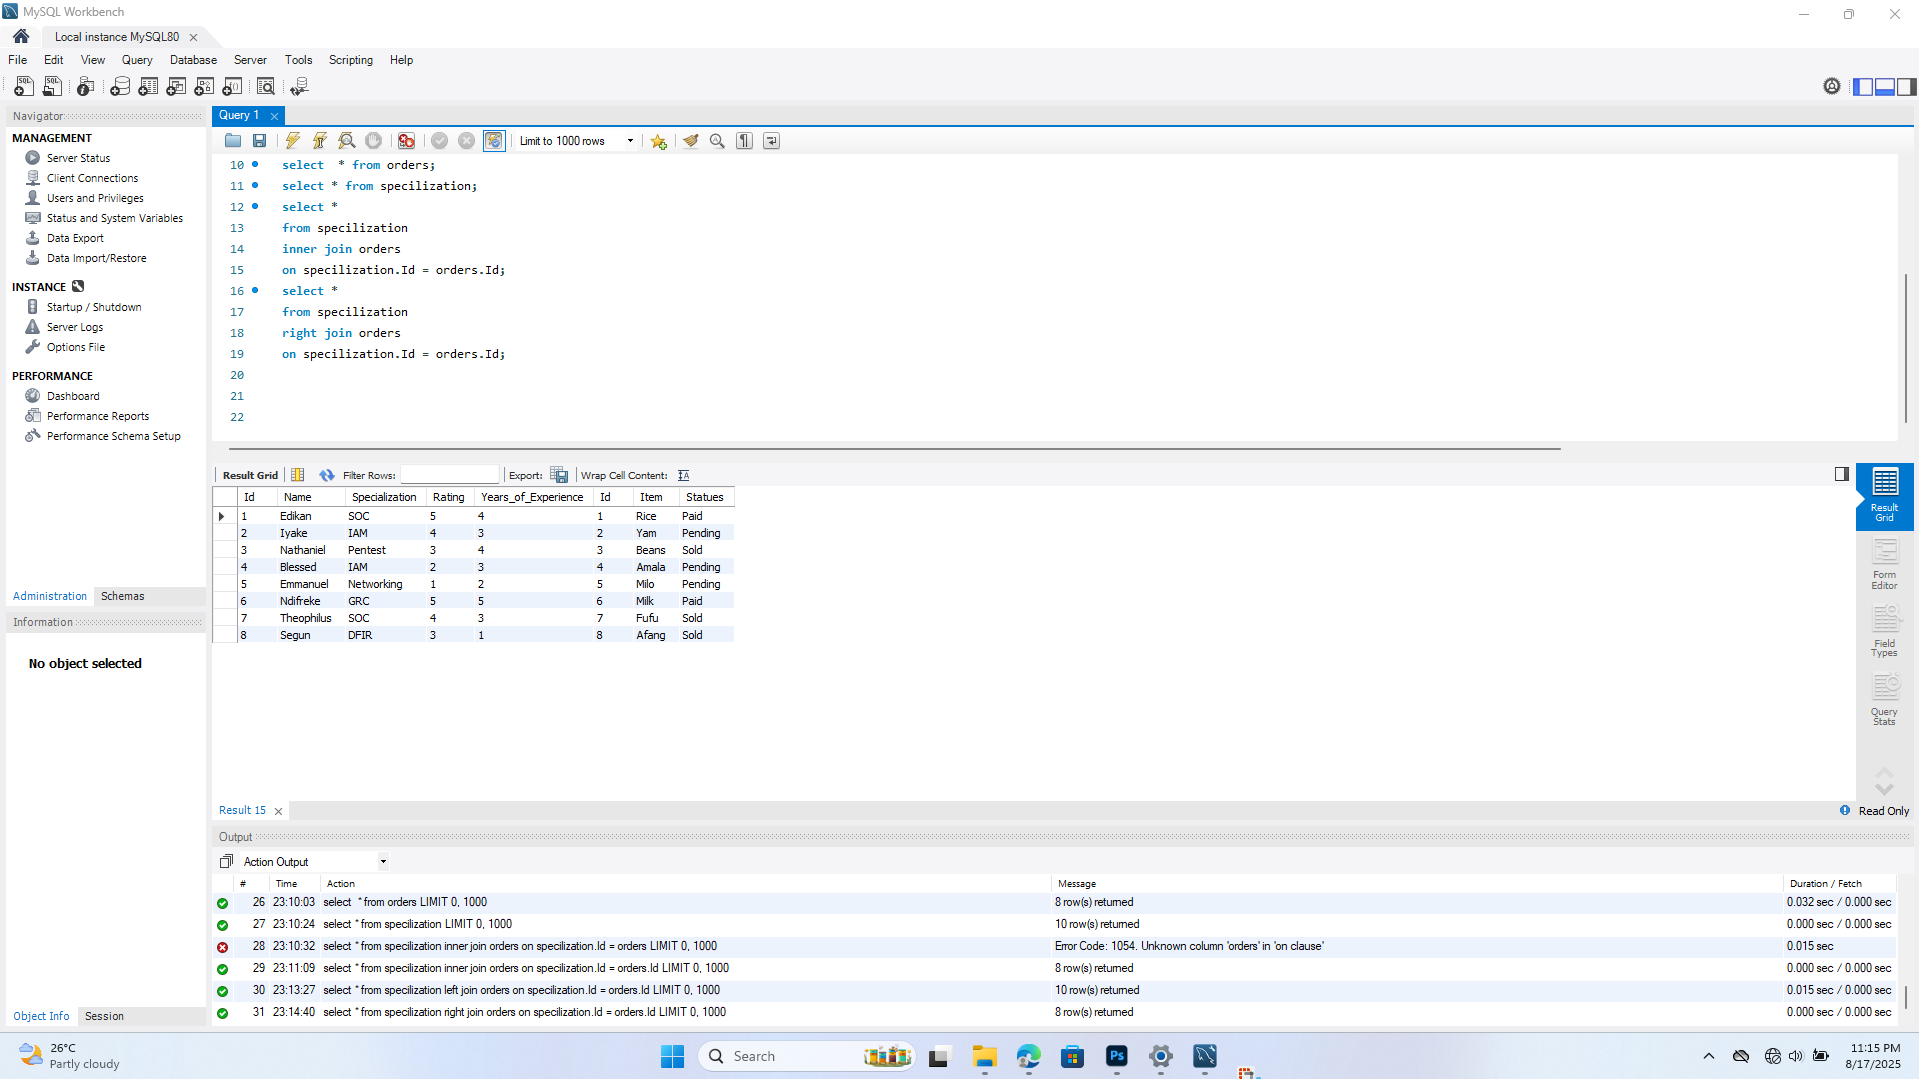 MySQL Workbench
Local instance MySQL80
File Edit View Query Database Server Tools Scripting Help
Navigator
MANAGEMENT
Server Status
Client Connections
Users and Privileges
Status and System Variables
Data Export
Data Import/Restore
INSTANCE
Startup / Shutdown
Server Logs
Options File
PERFORMANCE
Dashboard
Performance Reports
Performance Schema Setup
Administration Schemas
Information
No object selected
Object Info Session
Query 1
Limit to 1000 rows
10 select  * from orders;
11 select * from specilization;
12 select *
13 from specilization
14 inner join orders
15 on specilization.Id = orders.Id;
16 select *
17 from specilization
18 right join orders
19 on specilization.Id = orders.Id;
20
21
22
Result Grid Filter Rows: Export: Wrap Cell Content:
Id Name Specialization Rating Years_of_Experience Id Item Statues
1 Edikan SOC 5 4 1 Rice Paid
2 Iyake IAM 4 3 2 Yam Pending
3 Nathaniel Pentest 3 4 3 Beans Sold
4 Blessed IAM 2 3 4 Amala Pending
5 Emmanuel Networking 1 2 5 Milo Pending
6 Ndifreke GRC 5 5 6 Milk Paid
7 Theophilus SOC 4 3 7 Fufu Sold
8 Segun DFIR 3 1 8 Afang Sold
Result
Grid
Form
Editor
Field
Types
Query
Stats
Result 15
Read Only
Output
Action Output
# Time Action Message Duration / Fetch
26 23:10:03 select  * from orders LIMIT 0, 1000 8 row(s) returned 0.032 sec / 0.000 sec
27 23:10:24 select * from specilization LIMIT 0, 1000 10 row(s) returned 0.000 sec / 0.000 sec
28 23:10:32 select * from specilization inner join orders on specilization.Id = orders LIMIT 0, 1000 Error Code: 1054. Unknown column 'orders' in 'on clause' 0.015 sec
29 23:11:09 select * from specilization inner join orders on specilization.Id = orders.Id LIMIT 0, 1000 8 row(s) returned 0.000 sec / 0.000 sec
30 23:13:27 select * from specilization left join orders on specilization.Id = orders.Id LIMIT 0, 1000 10 row(s) returned 0.015 sec / 0.000 sec
31 23:14:40 select * from specilization right join orders on specilization.Id = orders.Id LIMIT 0, 1000 8 row(s) returned 0.000 sec / 0.000 sec
26°C
Partly cloudy
Search
Ps
11:15 PM
8/17/2025